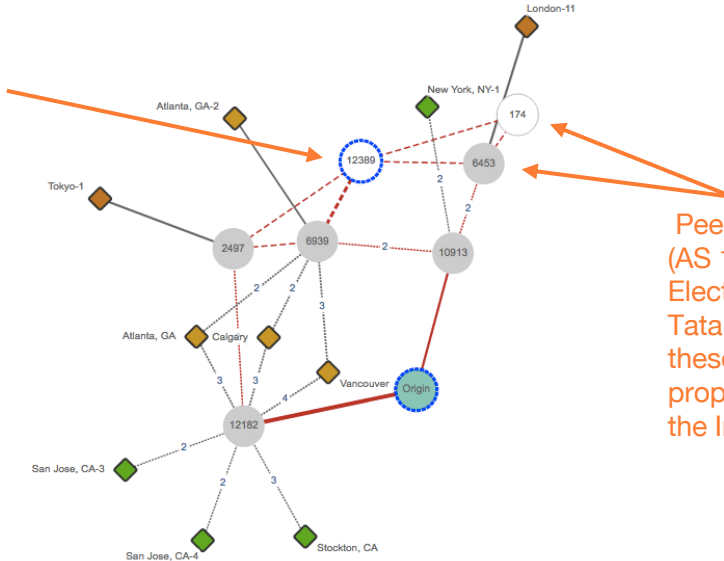 London-11
New York, NY-1
174
Atlanta, GA-2
12389
6453
2
Tokyo-1
2
2497
6939
2
10913
2
2
3
Atlanta, GA
Calgary
3
3
4
Vancouver
Origin
12182
2
San Jose, CA-3
2
3
San Jose, CA-4
Stockton, CA
Pee
(AS
Elect
Tata
these
prop
the I